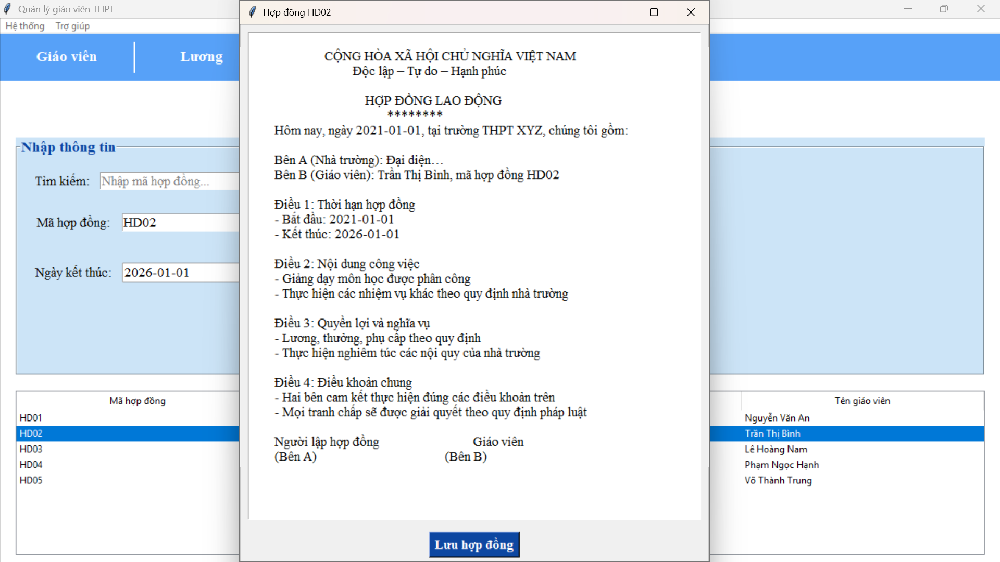 Quản lý giáo viên THPT
Hệ thống Trợ giúp
Giáo viên
Lương
Nhập thông tin
Tìm kiếm: Nhập mã hợp đồng...
Mã hợp đồng: HD02
Ngày kết thúc: 2026-01-01
Mã hợp đồng
HD01
HD02
HD03
HD04
HD05
Hợp đồng HD02
CỘNG HÒA XÃ HỘI CHỦ NGHĨA VIỆT NAM
Độc lập – Tự do – Hạnh phúc
HỢP ĐỒNG LAO ĐỘNG
********
Hôm nay, ngày 2021-01-01, tại trường THPT XYZ, chúng tôi gồm:
Bên A (Nhà trường): Đại diện…
Bên B (Giáo viên): Trần Thị Bình, mã hợp đồng HD02
Điều 1: Thời hạn hợp đồng
- Bắt đầu: 2021-01-01
- Kết thúc: 2026-01-01
Điều 2: Nội dung công việc
- Giảng dạy môn học được phân công
- Thực hiện các nhiệm vụ khác theo quy định nhà trường
Điều 3: Quyền lợi và nghĩa vụ
- Lương, thưởng, phụ cấp theo quy định
- Thực hiện nghiêm túc các nội quy của nhà trường
Điều 4: Điều khoản chung
- Hai bên cam kết thực hiện đúng các điều khoản trên
- Mọi tranh chấp sẽ được giải quyết theo quy định pháp luật
Người lập hợp đồng Giáo viên
(Bên A) (Bên B)
Lưu hợp đồng
Tên giáo viên
Nguyễn Văn An
Trần Thị Bình
Lê Hoàng Nam
Phạm Ngọc Hạnh
Võ Thành Trung